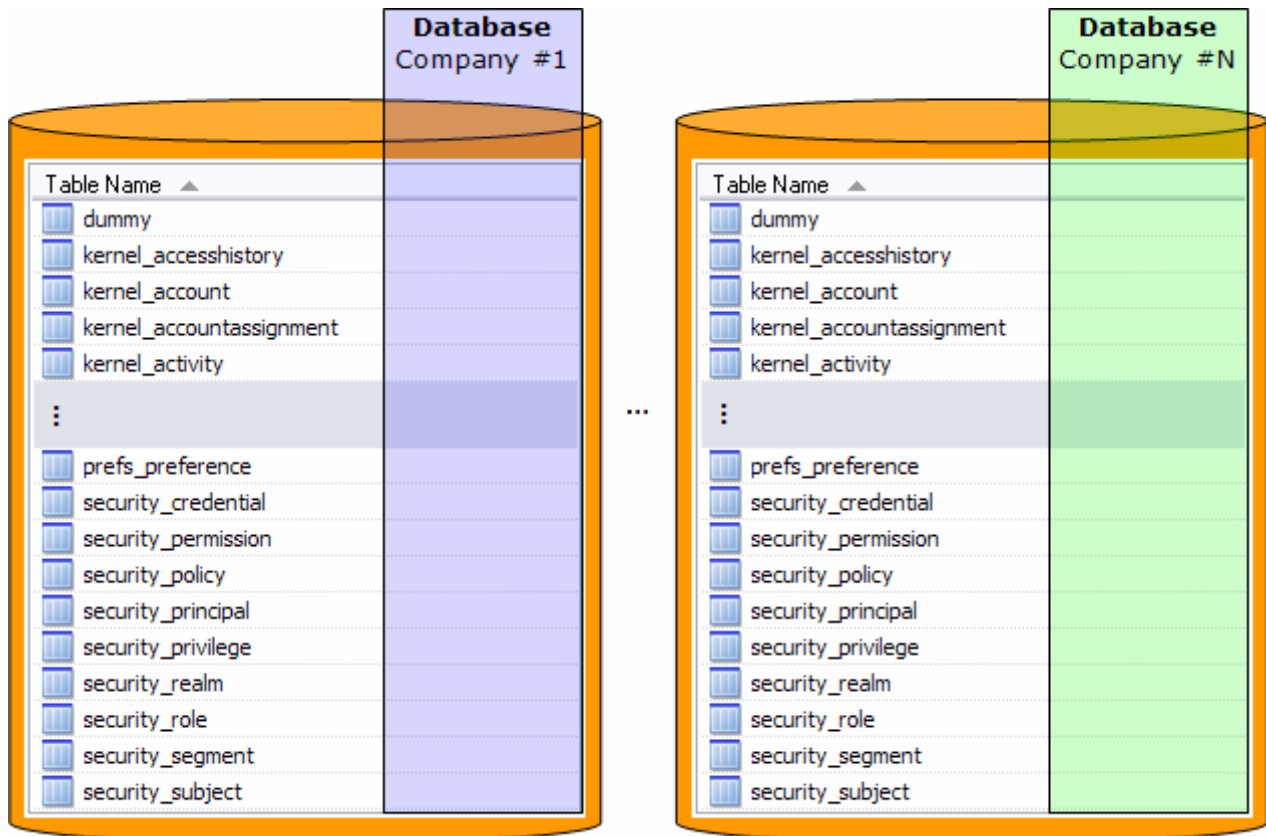 Database
Company #1
Table Name
dummy
kernel_accesshistory
kernel_account
kernel_accountassignment
kernel_activity
⋮
prefs_preference
security_credential
security_permission
security_policy
security_principal
security_privilege
security_realm
security_role
security_segment
security_subject
...
Database
Company #N
Table Name
dummy
kernel_accesshistory
kernel_account
kernel_accountassignment
kernel_activity
⋮
prefs_preference
security_credential
security_permission
security_policy
security_principal
security_privilege
security_realm
security_role
security_segment
security_subject